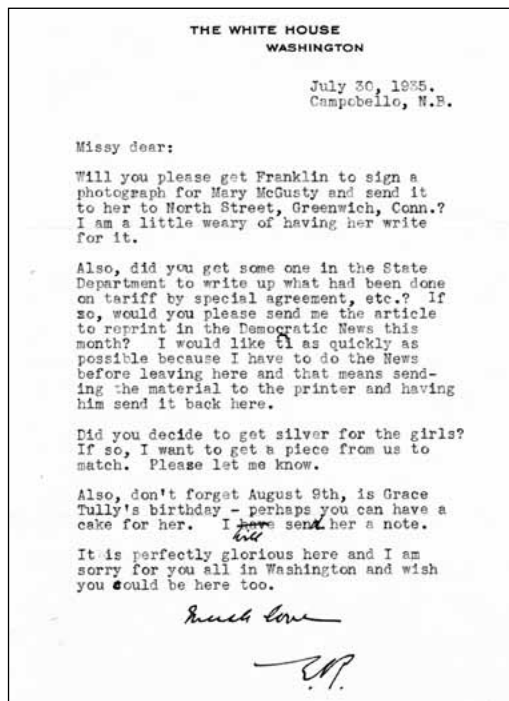 THE WHITE HOUSE
WASHINGTON
July 30, 1935.
Campobello, N.B.
Missy dear:
Will you please get Franklin to sign a
photograph for Mary McGusty and send it
to her to North Street, Greenwich, Conn.?
I am a little weary of having her write
for it.
Also, did you get some one in the State
Department to write up what had been done
on tariff by special agreement, etc.? If
so, would you please send me the article
to reprint in the Democratic News this
month? I would like ti as quickly as
possible because I have to do the News
before leaving here and that means send-
ing the material to the printer and having
him send it back here.
Did you decide to get silver for the girls?
If so, I want to get a piece from us to
match. Please let me know.
Also, don't forget August 9th, is Grace
Tully's birthday - perhaps you can have a
cake for her. I have send her a note.
will
It is perfectly glorious here and I am
sorry for you all in Washington and wish
you could be here too.
Much love
E.R.